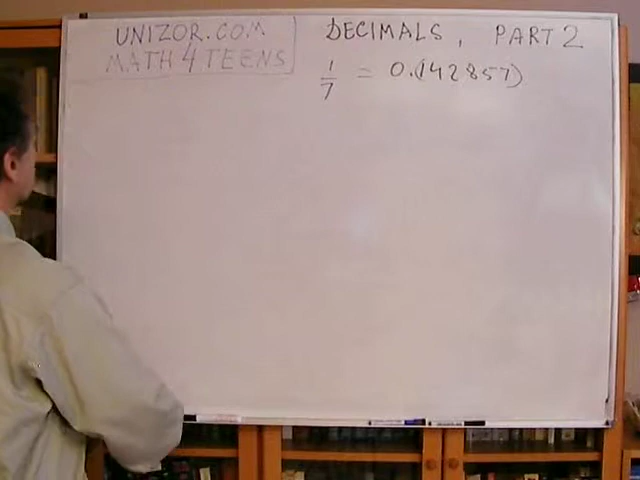 UNIZOR.COM
MATH 4 TEENS
DECIMALS, PART 2
1/7 = 0.(142857)